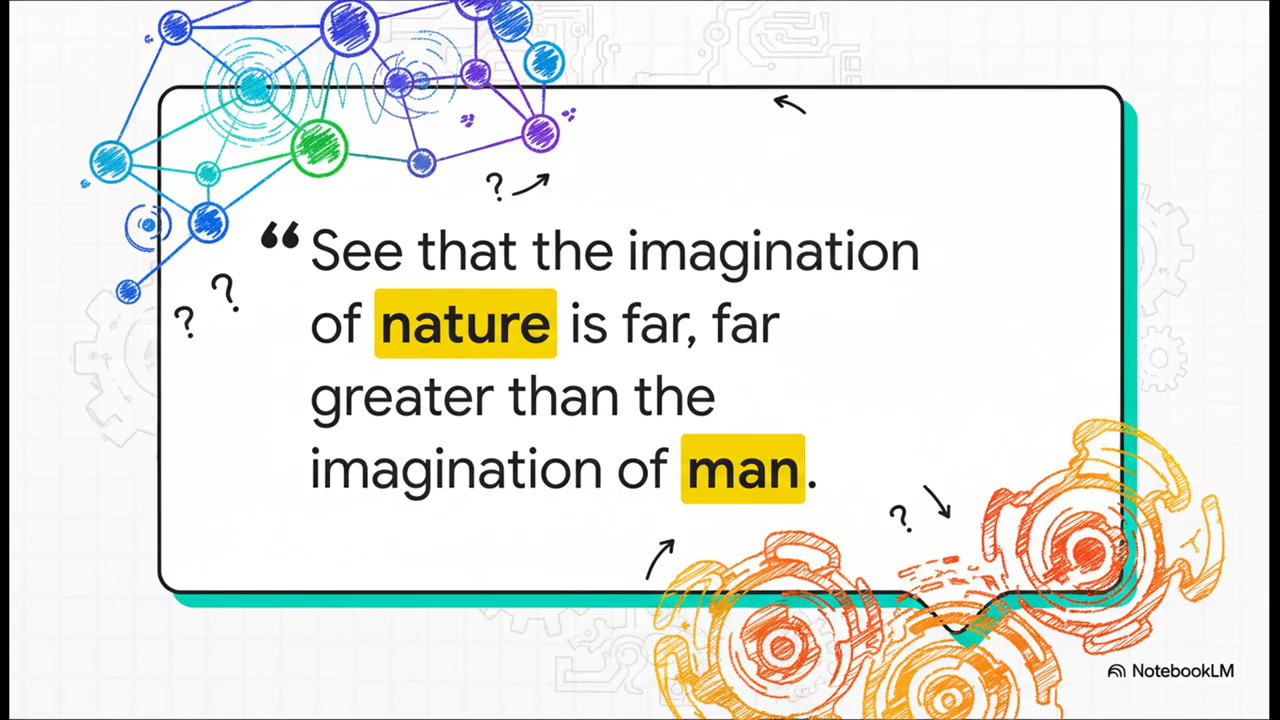 ?
“See that the imagination
? ?
of nature is far, far
greater than the
imagination of man.
?
NotebookLM